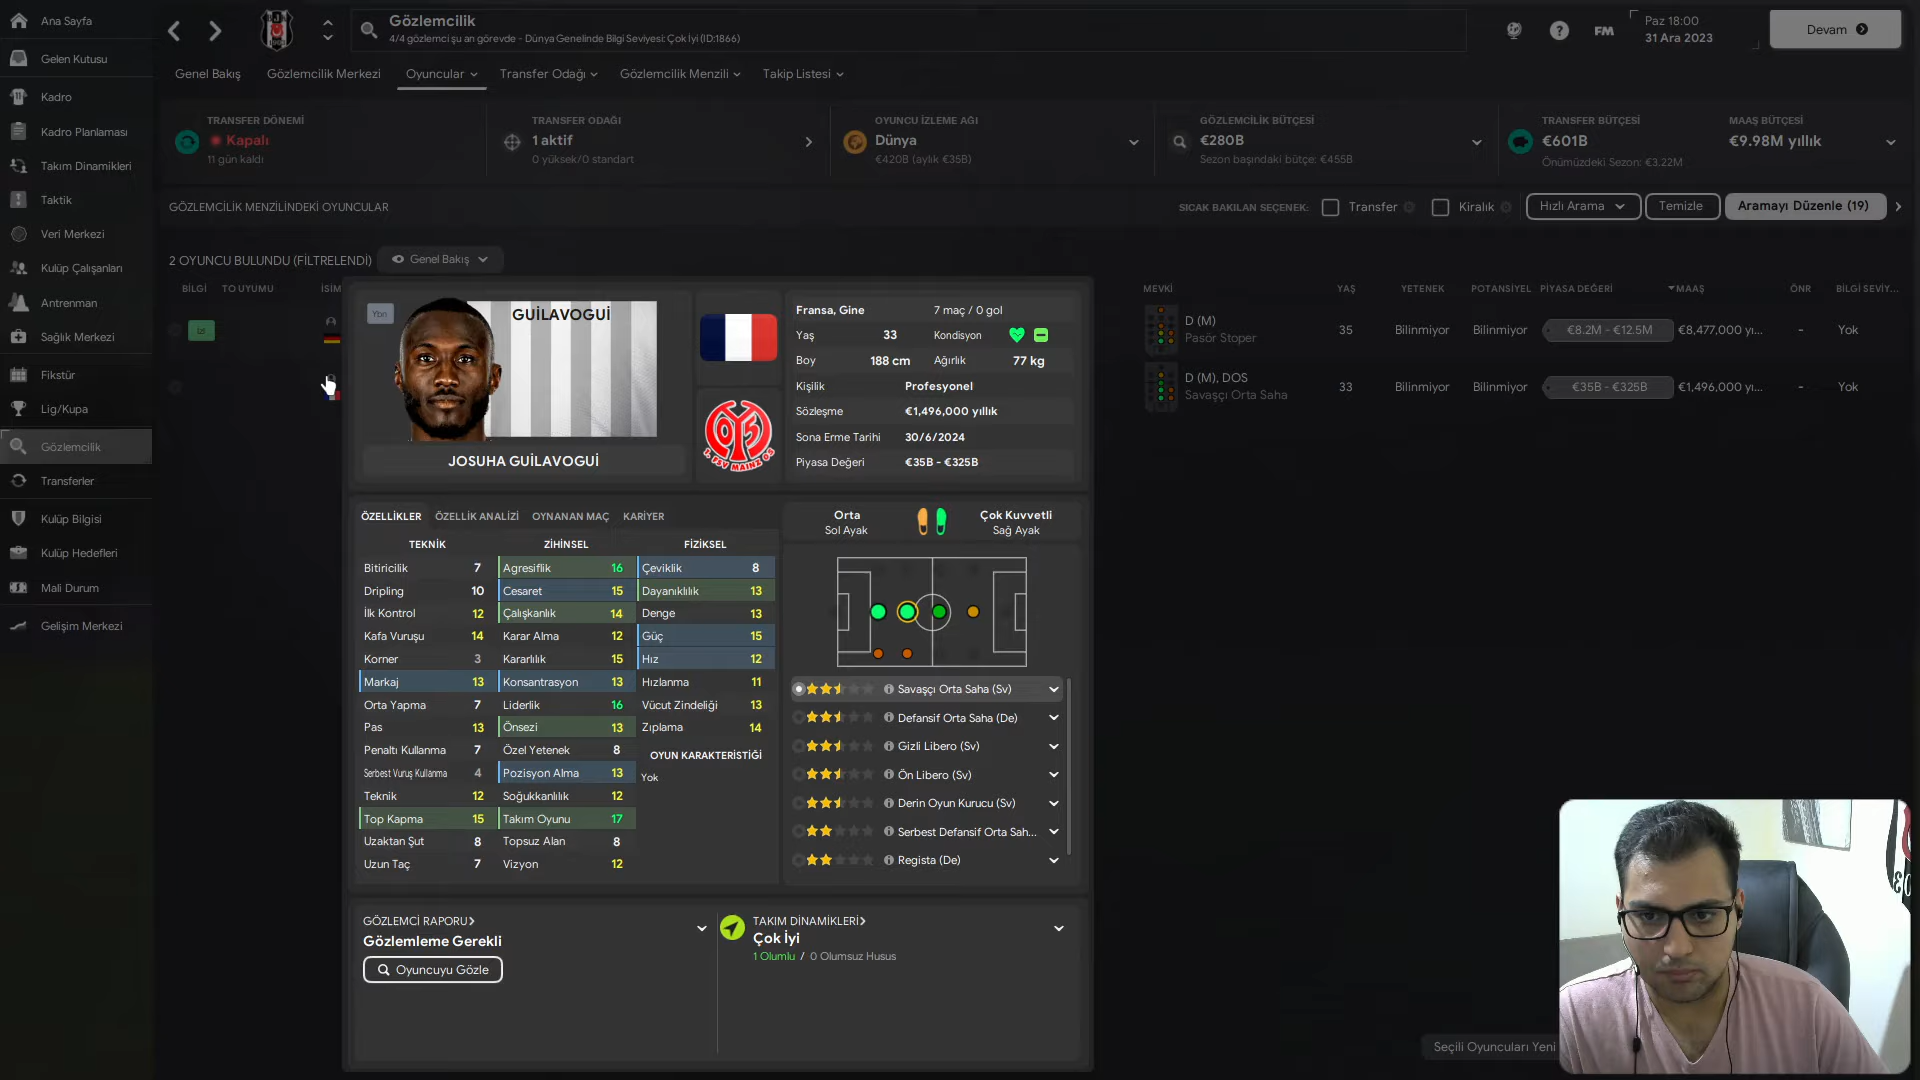 Ana Sayfa
Gelen Kutusu
Kadro
Kadro Planlaması
Takım Dinamikleri
Taktik
Veri Merkezi
Kulüp Çalışanları
Antrenman
Sağlık Merkezi
Fikstür
Lig/Kupa
Gözlemcilik
Transferler
Kulüp Bilgisi
Kulüp Hedefleri
Mali Durum
Gelişim Merkezi
Gözlemcilik
4/4 gözlemci şu an görevde - Dünya Genelinde Bilgi Seviyesi: Çok İyi (ID:1866)
FM
Paz 18:00
31 Ara 2023
Devam
Genel Bakış
Gözlemcilik Merkezi
Oyuncular
Transfer Odağı
Gözlemcilik Menzili
Takip Listesi
TRANSFER DÖNEMİ
Kapalı
11 gün kaldı
TRANSFER ODAĞI
1 aktif
0 yüksek/0 standart
OYUNCU İZLEME AĞI
Dünya
€420B (aylık €35B)
GÖZLEMCİLİK BÜTÇESİ
€280B
Sezon başındaki bütçe: €455B
TRANSFER BÜTÇESİ
€601B
Önümüzdeki Sezon: €3.22M
MAAŞ BÜTÇESİ
€9.98M yıllık
GÖZLEMCİLİK MENZİLİNDEKİ OYUNCULAR
SICAK BAKILAN SEÇENEK:
Transfer
Kiralık
Hızlı Arama
Temizle
Aramayı Düzenle (19)
2 OYUNCU BULUNDU (FİLTRELENDİ)
Genel Bakış
BİLGİ TO UYUMU İSİM
MEVKİ YAŞ YETENEK POTANSİYEL PİYASA DEĞERİ MAAŞ ÖNR BİLGİ SEVİY...
D (M)
Pasör Stoper
35 Bilinmiyor Bilinmiyor €8.2M - €12.5M €8,477,000 yı... - Yok
D (M), DOS
Savaşçı Orta Saha
33 Bilinmiyor Bilinmiyor €35B - €325B €1,496,000 yı... - Yok
Ybn
GUİLAVOGUİ
JOSUHA GUİLAVOGUİ
Fransa, Gine 7 maç / 0 gol
Yaş 33 Kondisyon
Boy 188 cm Ağırlık 77 kg
Kişilik Profesyonel
Sözleşme €1,496,000 yıllık
Sona Erme Tarihi 30/6/2024
Piyasa Değeri €35B - €325B
ÖZELLİKLER ÖZELLİK ANALİZİ OYNANAN MAÇ KARİYER
TEKNİK ZİHİNSEL FİZİKSEL
Bitiricilik 7 Agresiflik 16 Çeviklik 8
Dripling 10 Cesaret 15 Dayanıklılık 13
İlk Kontrol 12 Çalışkanlık 14 Denge 13
Kafa Vuruşu 14 Karar Alma 12 Güç 15
Korner 3 Kararlılık 15 Hız 12
Markaj 13 Konsantrasyon 13 Hızlanma 11
Orta Yapma 7 Liderlik 16 Vücut Zindeliği 13
Pas 13 Önsezi 13 Zıplama 14
Penaltı Kullanma 7 Özel Yetenek 8 OYUN KARAKTERİSTİĞİ
Serbest Vuruş Kullanma 4 Pozisyon Alma 13 Yok
Teknik 12 Soğukkanlılık 12
Top Kapma 15 Takım Oyunu 17
Uzaktan Şut 8 Topsuz Alan 8
Uzun Taç 7 Vizyon 12
Orta
Sol Ayak
Çok Kuvvetli
Sağ Ayak
Savaşçı Orta Saha (Sv)
Defansif Orta Saha (De)
Gizli Libero (Sv)
Ön Libero (Sv)
Derin Oyun Kurucu (Sv)
Serbest Defansif Orta Sah...
Regista (De)
GÖZLEMCİ RAPORU
Gözlemleme Gerekli
Oyuncuyu Gözle
TAKIM DİNAMİKLERİ
Çok İyi
1 Olumlu / 0 Olumsuz Husus
Seçili Oyuncuları Yeni